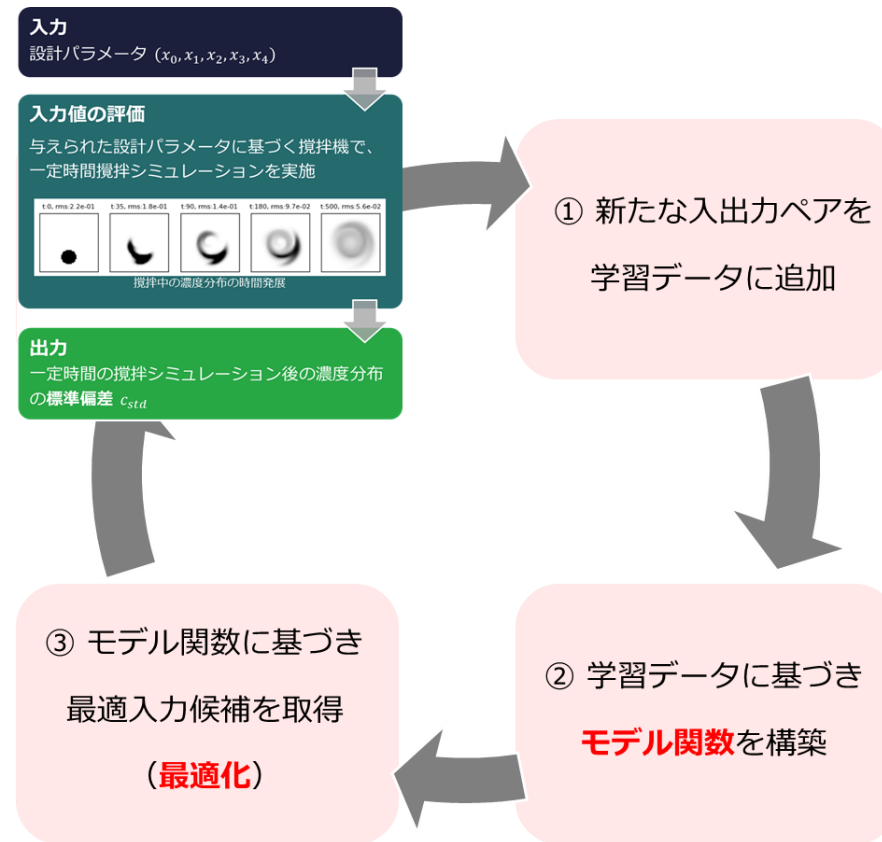 入力
設計パラメータ (x₀, x₁, x₂, x₃, x₄)
入力値の評価
与えられた設計パラメータに基づく撹拌機で、
一定時間撹拌シミュレーションを実施
t:0, rms:2.2e-01 t:35, rms:1.8e-01 t:90, rms:1.4e-01 t:180, rms:9.7e-02 t:500, rms:5.6e-02
撹拌中の濃度分布の時間発展
出力
一定時間の撹拌シミュレーション後の濃度分布
の標準偏差 c_std
① 新たな入出力ペアを
学習データに追加
② 学習データに基づき
モデル関数を構築
③ モデル関数に基づき
最適入力候補を取得
(最適化)